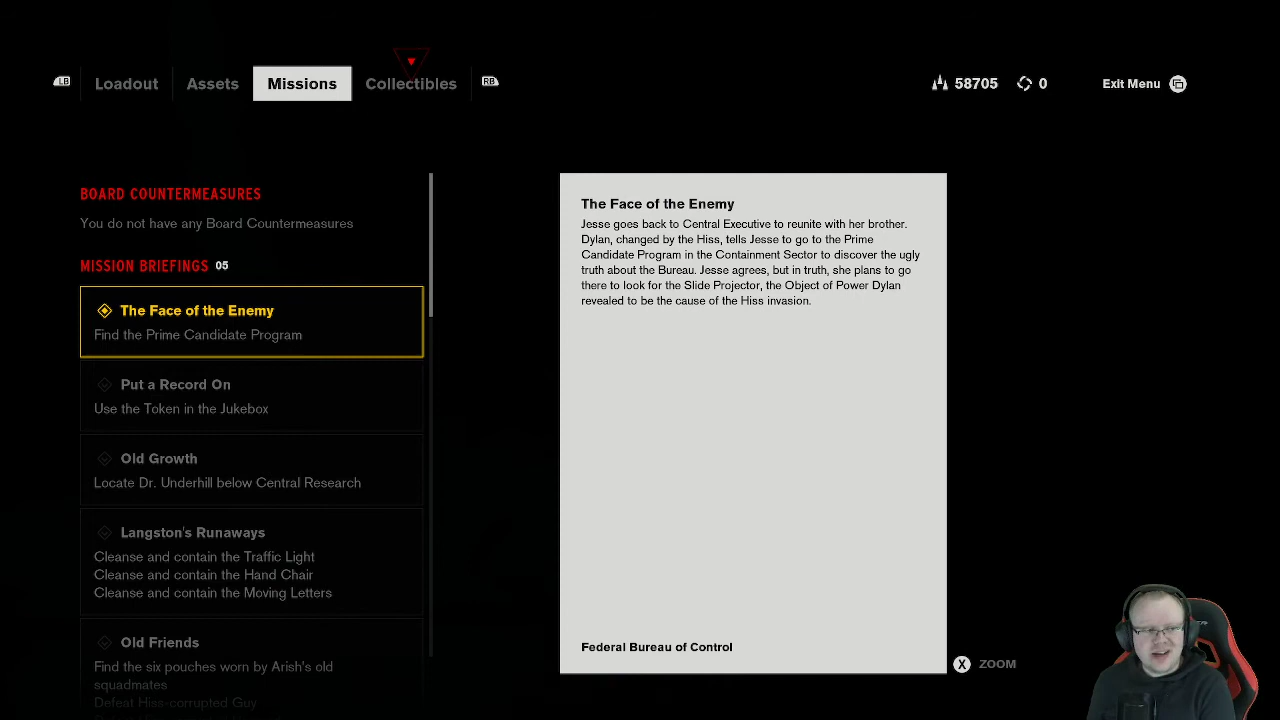 LB
Loadout
Assets
Missions
Collectibles
RB
58705
0
Exit Menu
BOARD COUNTERMEASURES
You do not have any Board Countermeasures
MISSION BRIEFINGS 05
The Face of the Enemy
Find the Prime Candidate Program
Put a Record On
Use the Token in the Jukebox
Old Growth
Locate Dr. Underhill below Central Research
Langston's Runaways
Cleanse and contain the Traffic Light
Cleanse and contain the Hand Chair
Cleanse and contain the Moving Letters
Old Friends
Find the six pouches worn by Arish's old
squadmates
Defeat Hiss-corrupted Guy
The Face of the Enemy
Jesse goes back to Central Executive to reunite with her brother.
Dylan, changed by the Hiss, tells Jesse to go to the Prime
Candidate Program in the Containment Sector to discover the ugly
truth about the Bureau. Jesse agrees, but in truth, she plans to go
there to look for the Slide Projector, the Object of Power Dylan
revealed to be the cause of the Hiss invasion.
Federal Bureau of Control
X ZOOM